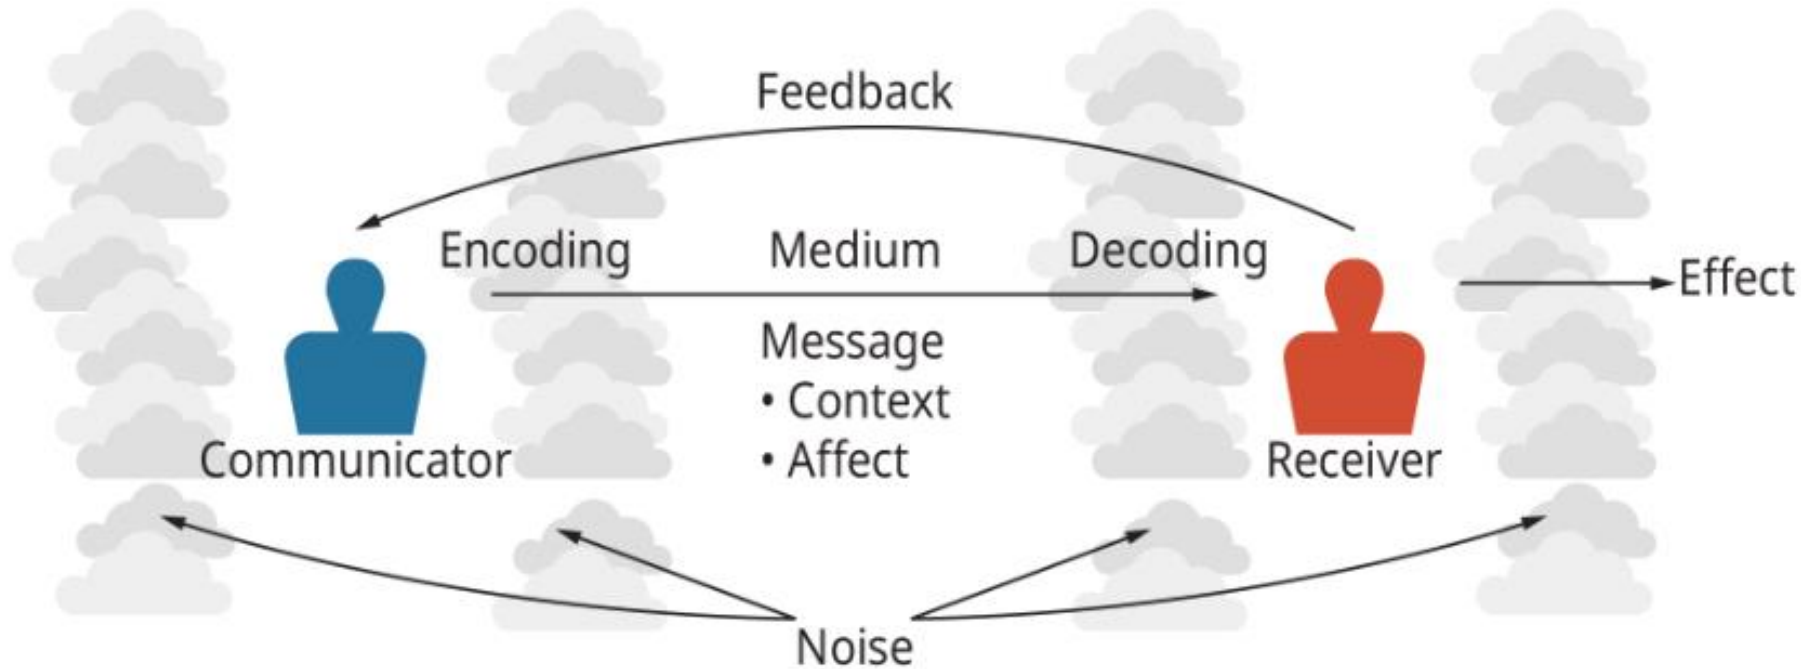 Feedback
Encoding
Medium
Decoding
Effect
Message
• Context
• Affect
Communicator
Receiver
Noise